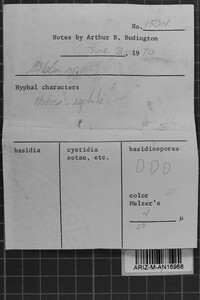 No. 1534
Notes by Arthur B. Budington
June 3, 1970
Hyphal characters
basidia
cystidia
setae, etc.
basidiospores
color
Melzer's
µ
ARIZ-M-AN16968